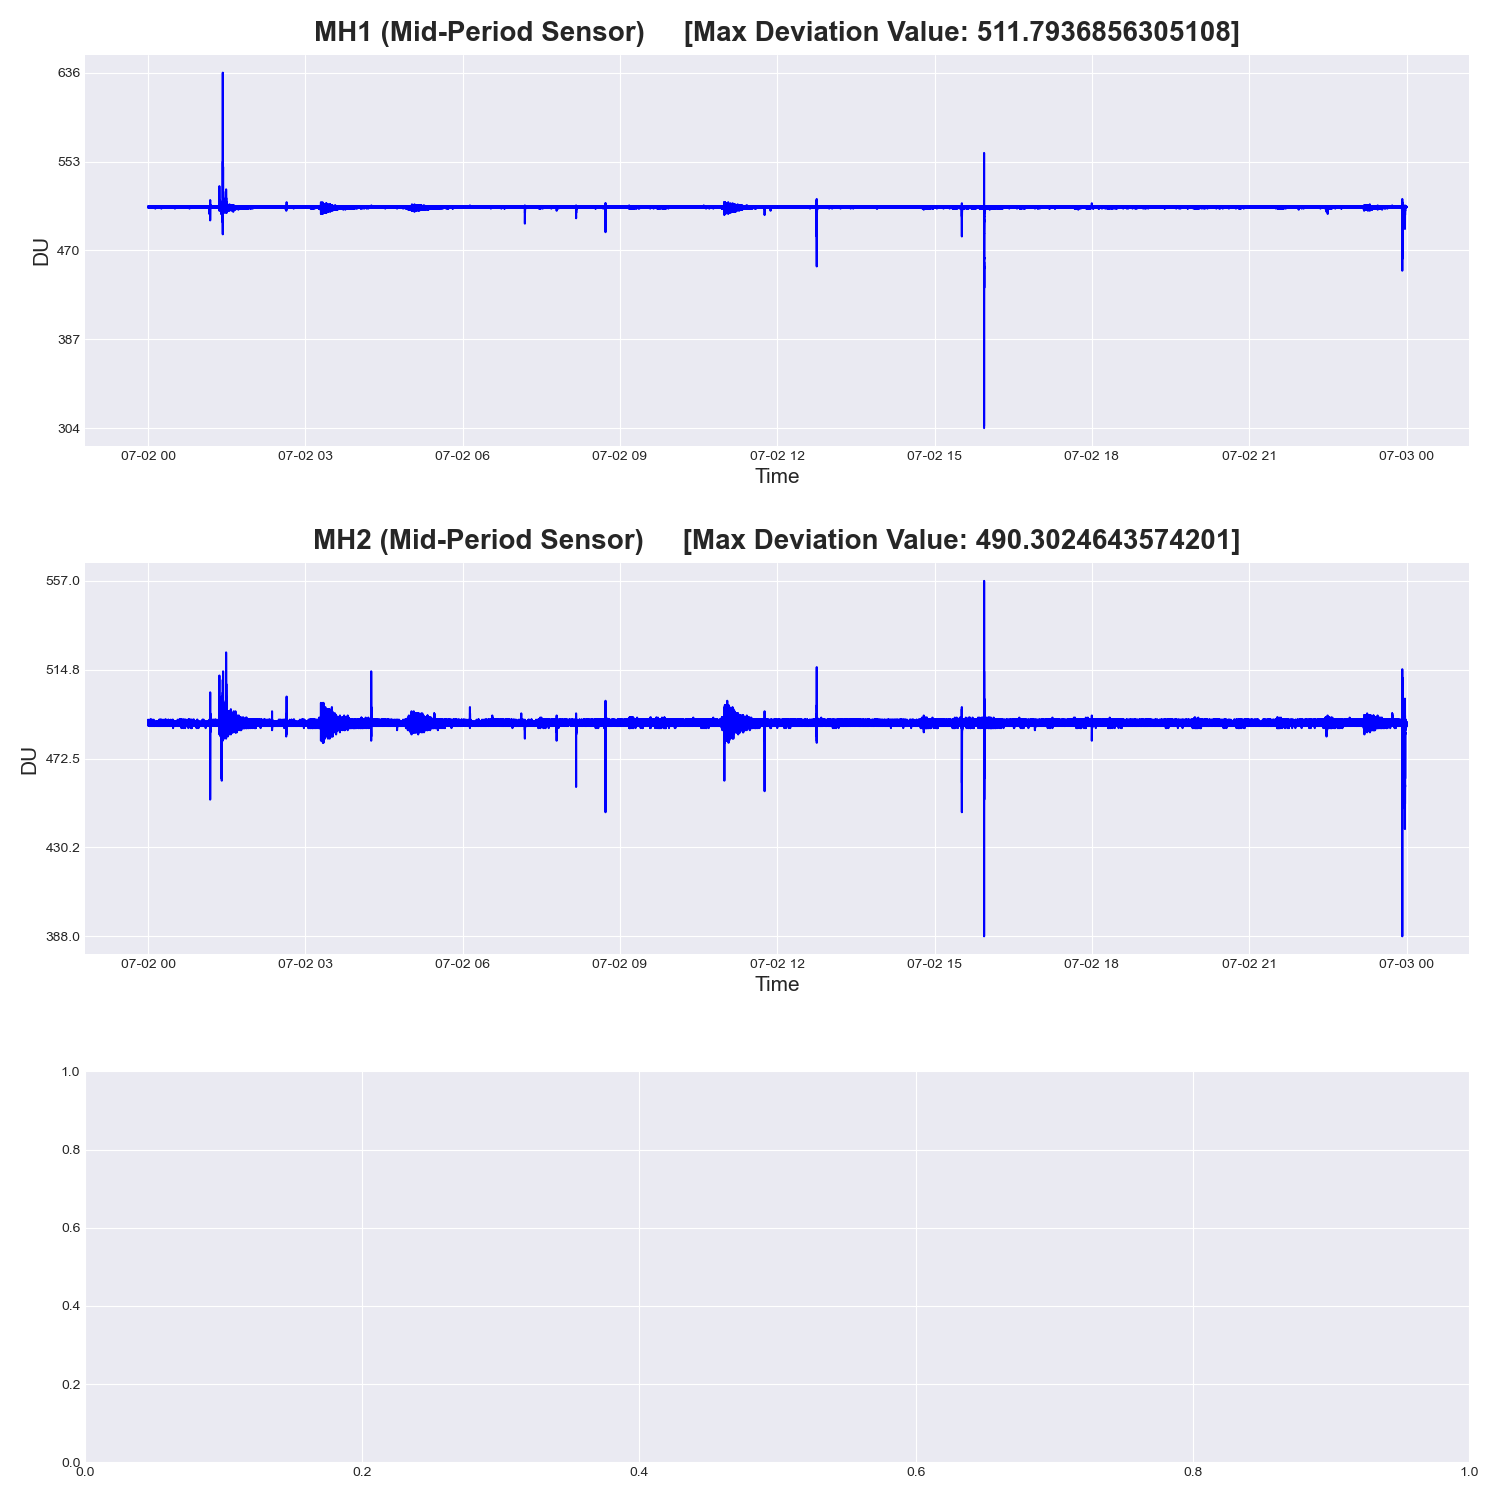 MH1 (Mid-Period Sensor) [Max Deviation Value: 511.7936856305108]
636
553
470
387
304
DU
07-02 00 07-02 03 07-02 06 07-02 09 07-02 12 07-02 15 07-02 18 07-02 21 07-03 00
Time
MH2 (Mid-Period Sensor) [Max Deviation Value: 490.3024643574201]
557.0
514.8
472.5
430.2
388.0
DU
07-02 00 07-02 03 07-02 06 07-02 09 07-02 12 07-02 15 07-02 18 07-02 21 07-03 00
Time
1.0
0.8
0.6
0.4
0.2
0.0
0.0 0.2 0.4 0.6 0.8 1.0